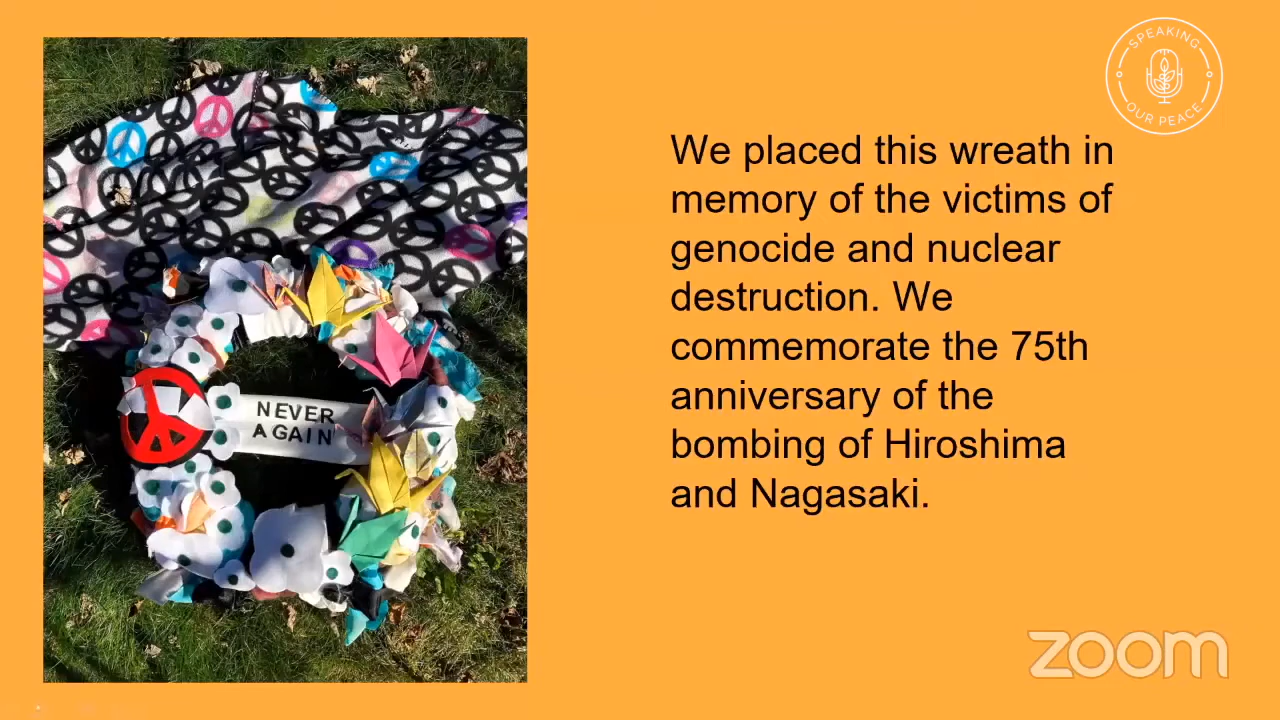 SPEAKING
OUR PEACE
We placed this wreath in
memory of the victims of
genocide and nuclear
destruction. We
commemorate the 75th
anniversary of the
bombing of Hiroshima
and Nagasaki.
NEVER
AGAIN
zoom